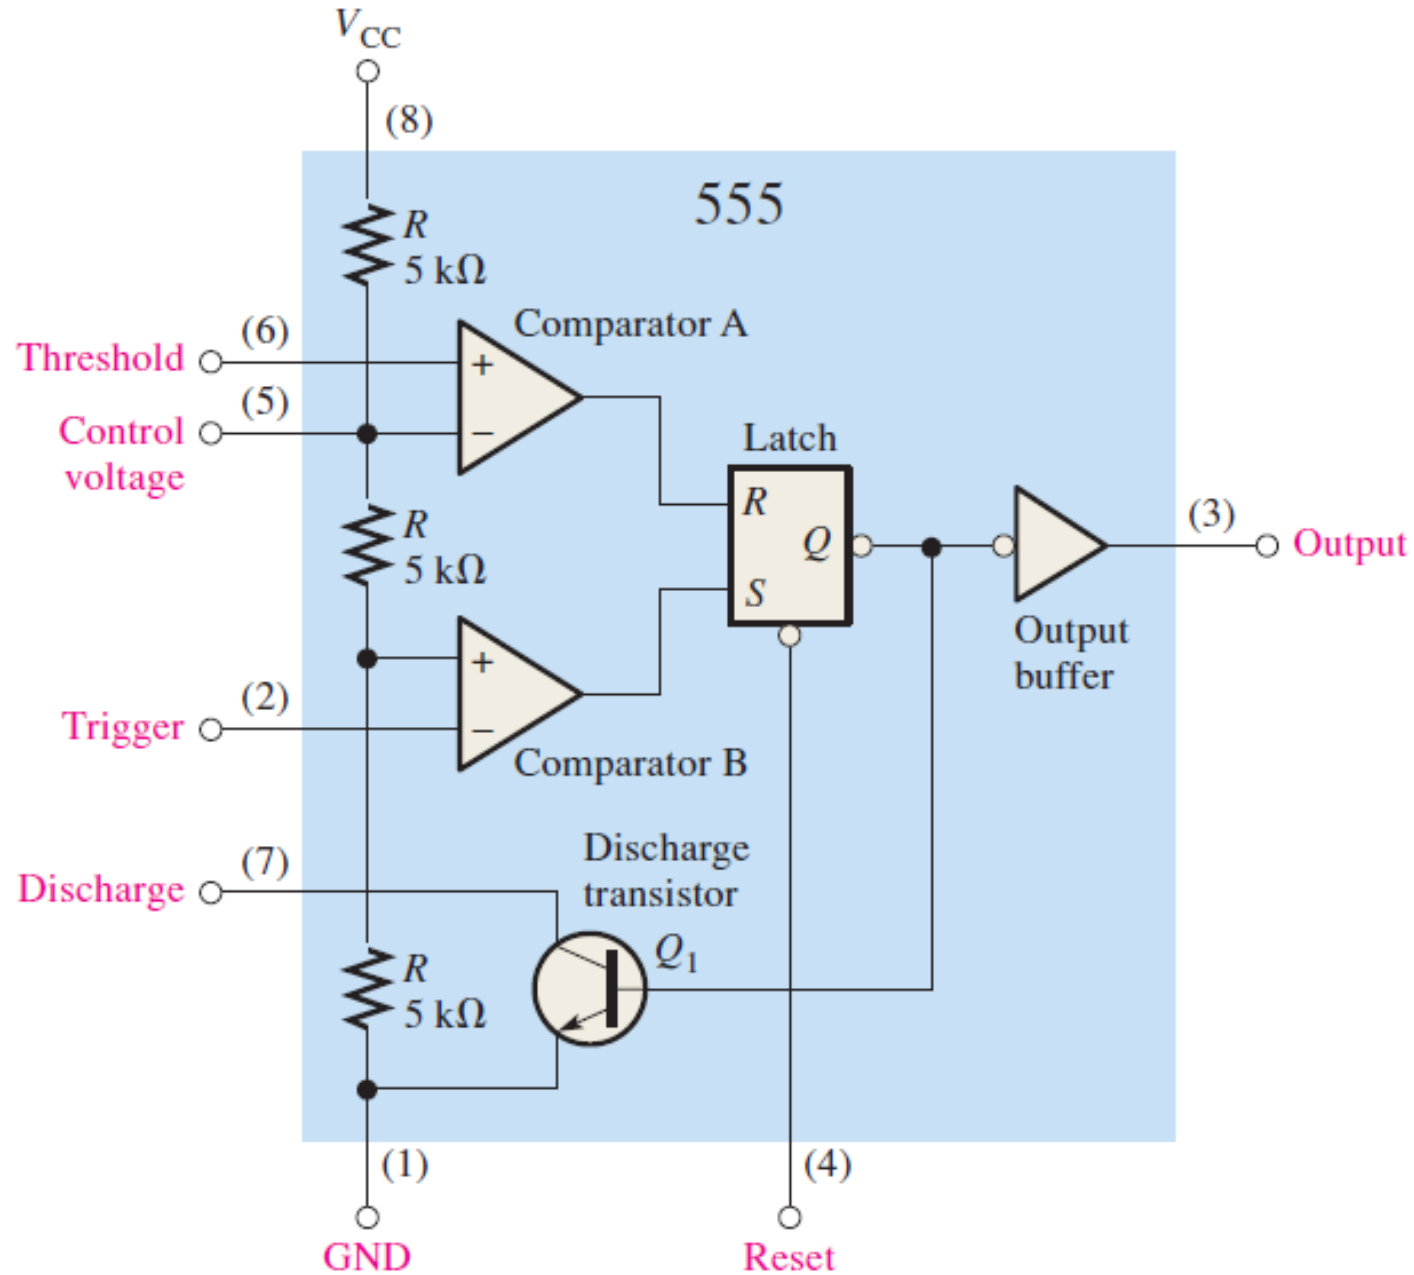 V_CC
(8)
555
R
5 kΩ
Comparator A
(6)
Threshold
+
(5)
Control
voltage
−
Latch
R
Q
S
(3)
Output
R
5 kΩ
Output
buffer
+
(2)
Trigger
−
Comparator B
Discharge
transistor
(7)
Discharge
Q₁
R
5 kΩ
(1)
(4)
GND
Reset